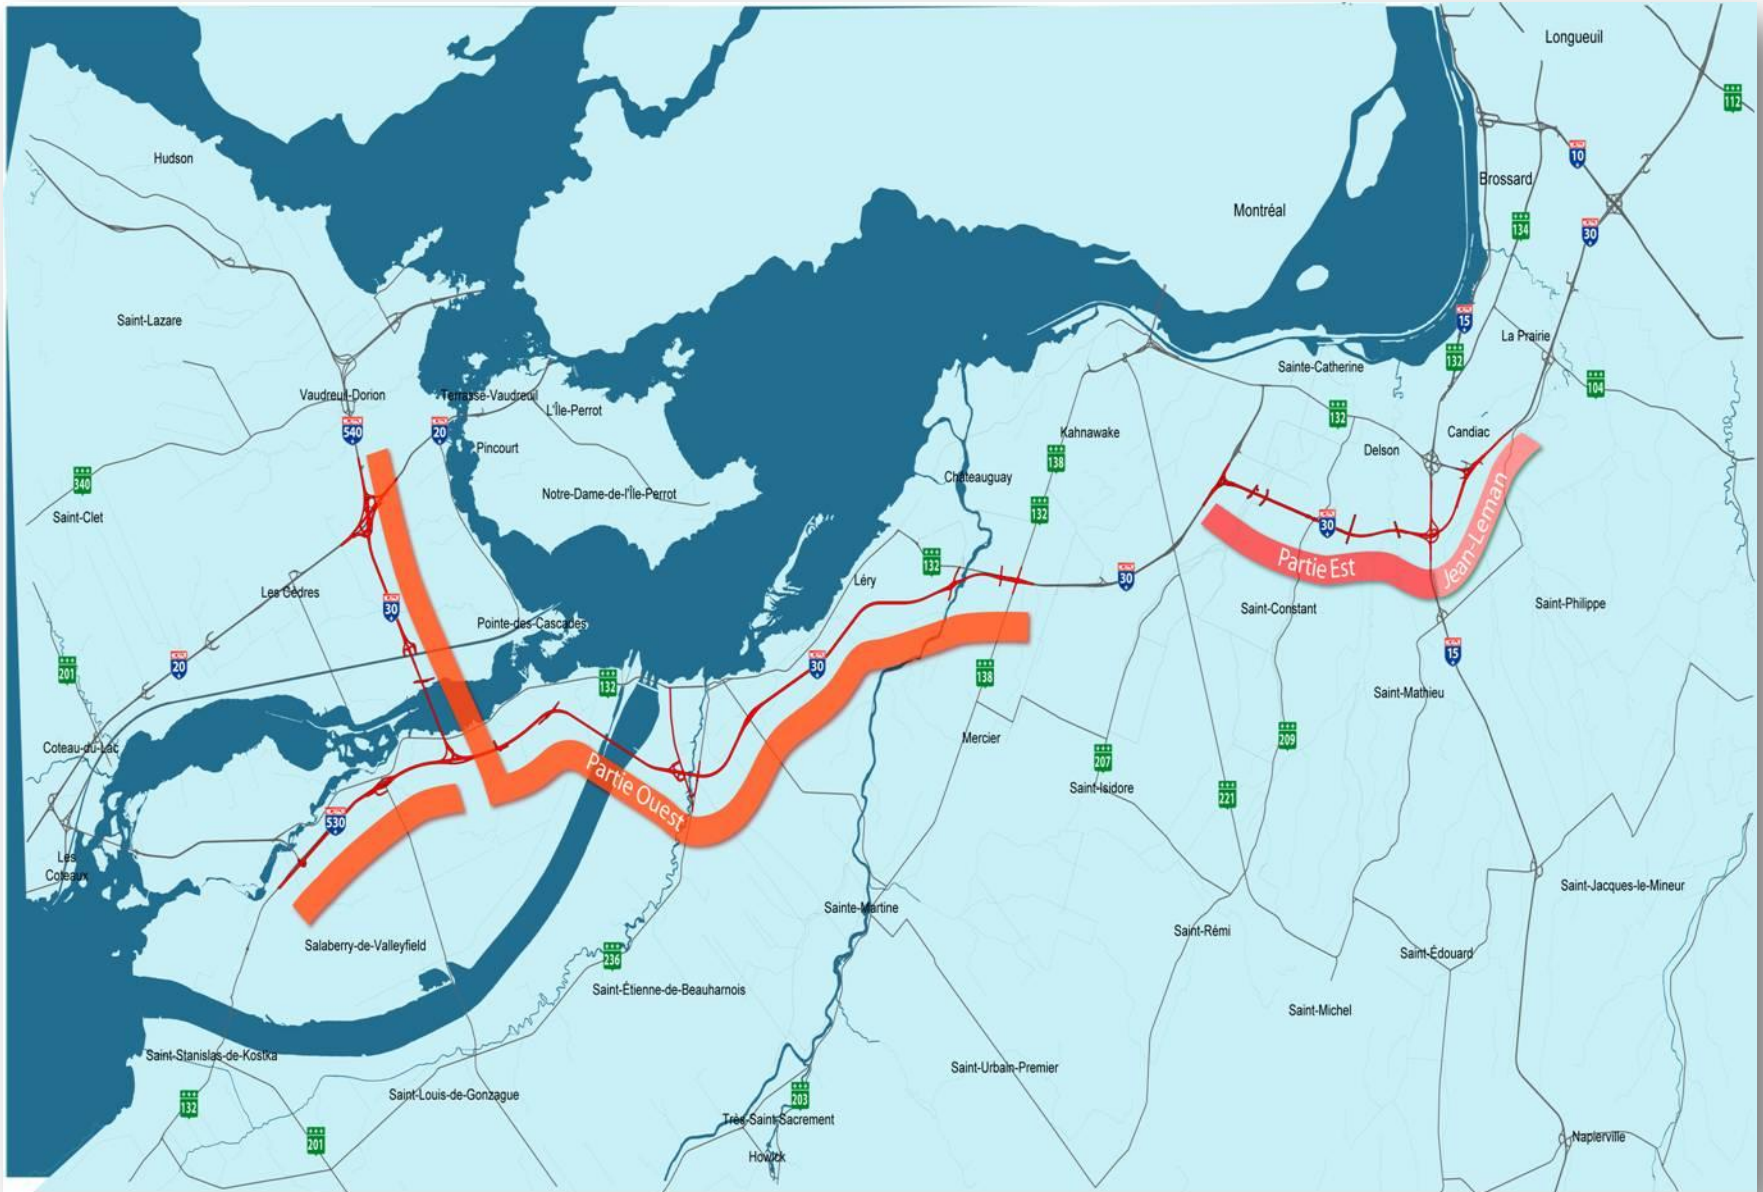 Longueuil
112
10
Hudson
Brossard
Montréal
134
30
Saint-Lazare
15
La Prairie
132
Sainte-Catherine
104
Vaudreuil-Dorion
Terrasse-Vaudreuil
L'Île-Perrot
132
540
20
Kahnawake
Candiac
Pincourt
Delson
138
340
Châteauguay
Notre-Dame-de-l'Île-Perrot
Jean-Leman
Saint-Clet
132
30
132
Partie Est
Léry
30
Les Cèdres
30
Saint-Constant
Saint-Philippe
Pointe-des-Cascades
20
201
30
15
138
132
Saint-Mathieu
Coteau-du-Lac
Mercier
209
207
Partie Ouest
Saint-Isidore
221
530
Les
Coteaux
Saint-Jacques-le-Mineur
Sainte-Martine
Saint-Rémi
Salaberry-de-Valleyfield
236
Saint-Édouard
Saint-Étienne-de-Beauharnois
Saint-Michel
Saint-Stanislas-de-Kostka
Saint-Urbain-Premier
Saint-Louis-de-Gonzague
132
203
Très-Saint-Sacrement
201
Naplerville
Howick